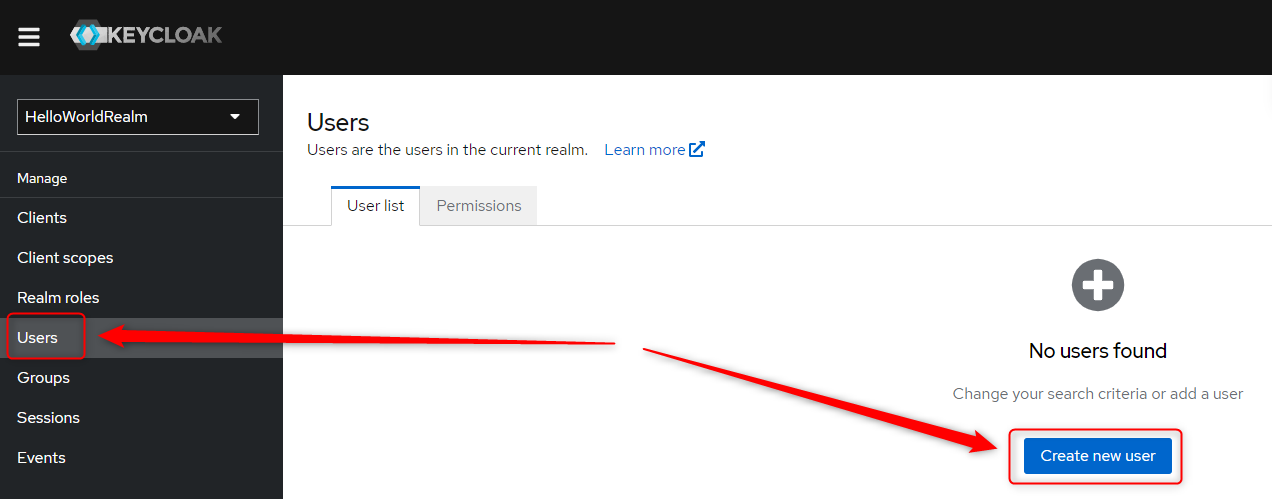 KEYCLOAK
HelloWorldRealm
Manage
Clients
Client scopes
Realm roles
Users
Groups
Sessions
Events
Users
Users are the users in the current realm. Learn more
User list Permissions
No users found
Change your search criteria or add a user
Create new user